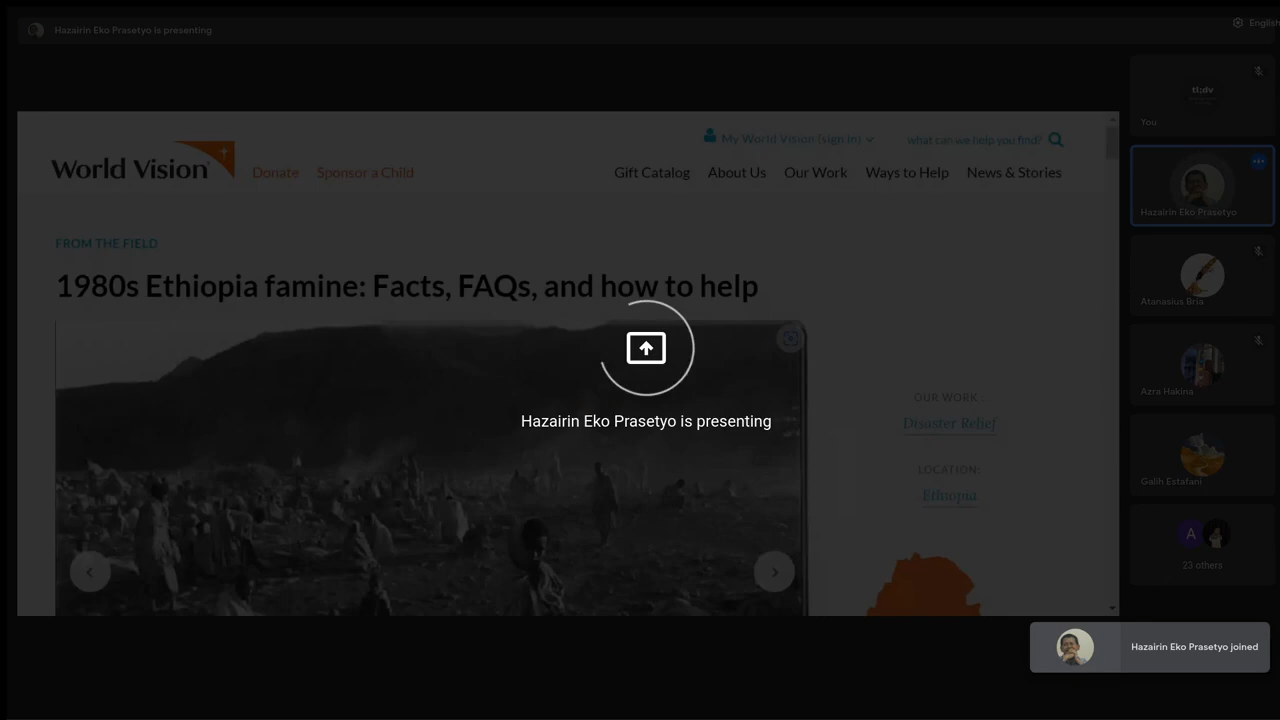 Hazairin Eko Prasetyo is presenting
English
tl;dv
You
Hazairin Eko Prasetyo
Atanasius Bria
Azra Hakina
Galih Estafani
A
23 others
World Vision
Donate
Sponsor a Child
My World Vision (sign in)
what can we help you find?
Gift Catalog
About Us
Our Work
Ways to Help
News & Stories
FROM THE FIELD
1980s Ethiopia famine: Facts, FAQs, and how to help
OUR WORK :
Disaster Relief
LOCATION:
Ethiopia
Hazairin Eko Prasetyo is presenting
Hazairin Eko Prasetyo joined